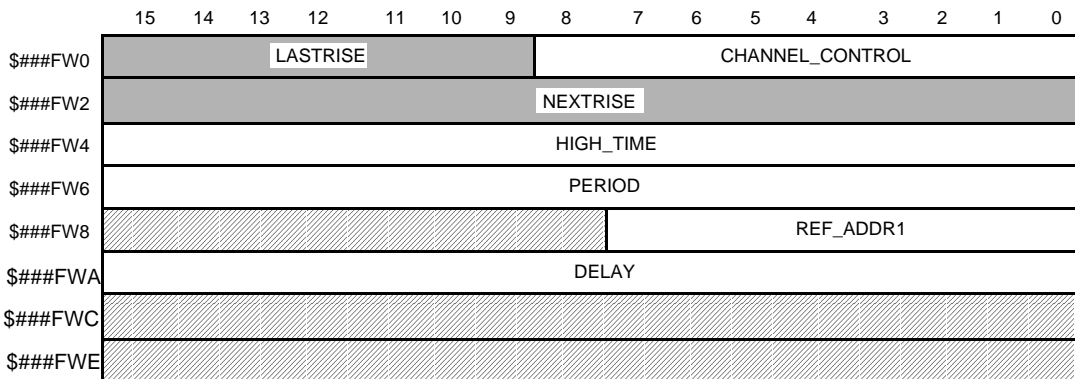 15 14 13 12 11 10 9 8 7 6 5 4 3 2 1 0
$###FW0 LASTRISE CHANNEL_CONTROL
$###FW2 NEXTRISE
$###FW4 HIGH_TIME
$###FW6 PERIOD
$###FW8 REF_ADDR1
$###FWA DELAY
$###FWC
$###FWE